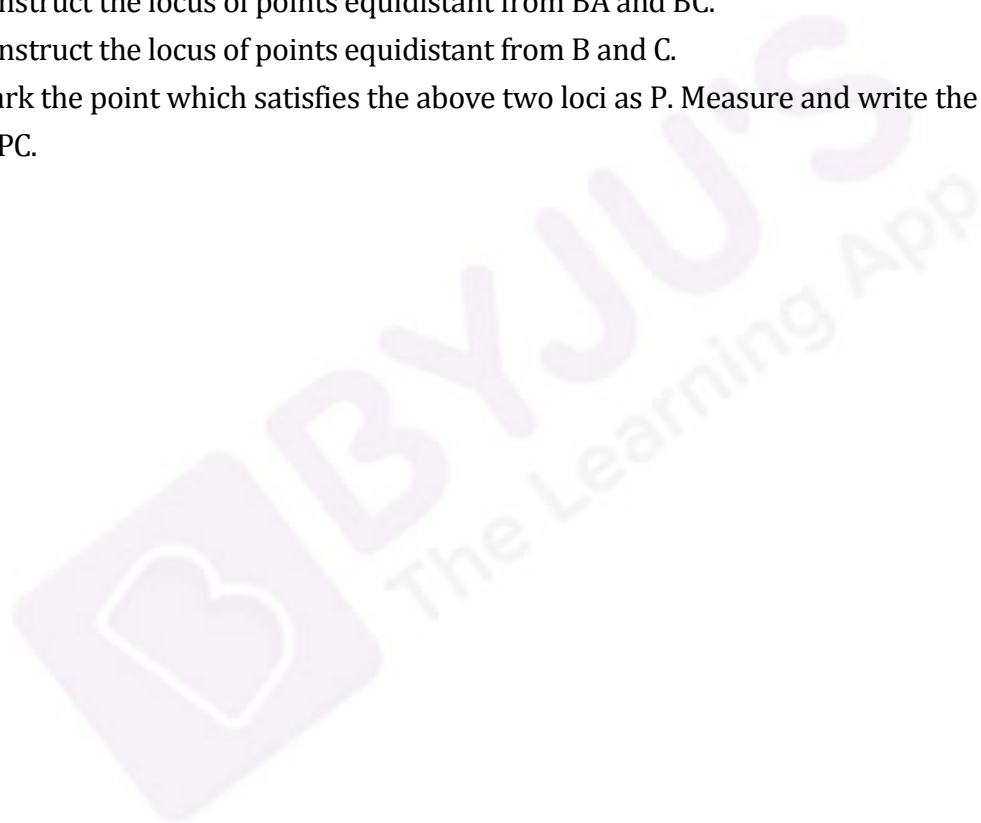 nstruct the locus of points equidistant from BA and BC.
nstruct the locus of points equidistant from B and C.
ark the point which satisfies the above two loci as P. Measure and write the
PC.
BYJU'S
The Learning App